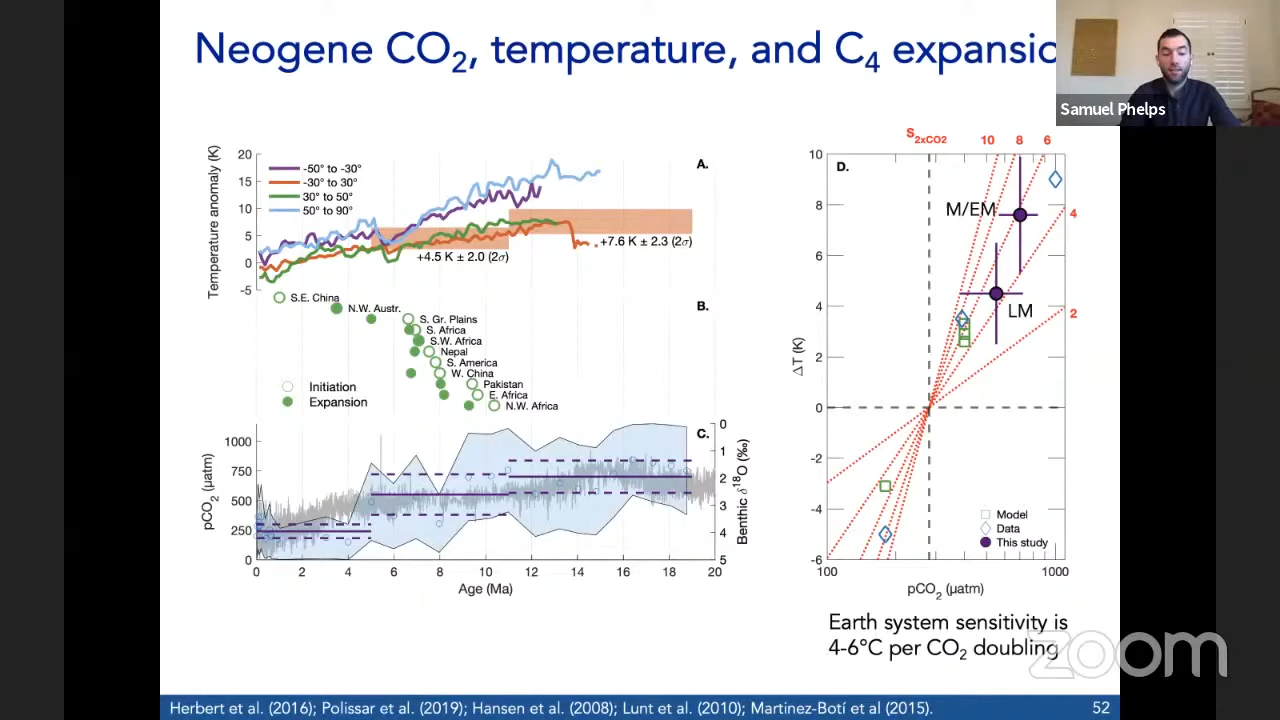 Neogene CO2, temperature, and C4 expansio
Samuel Phelps
Temperature anomaly (K)
20
15
10
5
0
-5
-50° to -30°
-30° to 30°
30° to 50°
50° to 90°
A.
+7.6 K ± 2.3 (2σ)
+4.5 K ± 2.0 (2σ)
B.
S.E. China
N.W. Austr.
S. Gr. Plains
S. Africa
S.W. Africa
Nepal
S. America
W. China
Pakistan
E. Africa
N.W. Africa
Initiation
Expansion
C.
pCO2 (µatm)
1000
750
500
250
0
0
1
2
3
4
5
Benthic δ18O (‰)
0 2 4 6 8 10 12 14 16 18 20
Age (Ma)
S2xCO2 10 8 6
4
2
D.
ΔT (K)
10
8
6
4
2
0
-2
-4
-6
M/EM
LM
Model
Data
This study
100 1000
pCO2 (µatm)
Earth system sensitivity is
4-6°C per CO2 doubling
zoom
Herbert et al. (2016); Polissar et al. (2019); Hansen et al. (2008); Lunt et al. (2010); Martinez-Botí et al (2015). 52